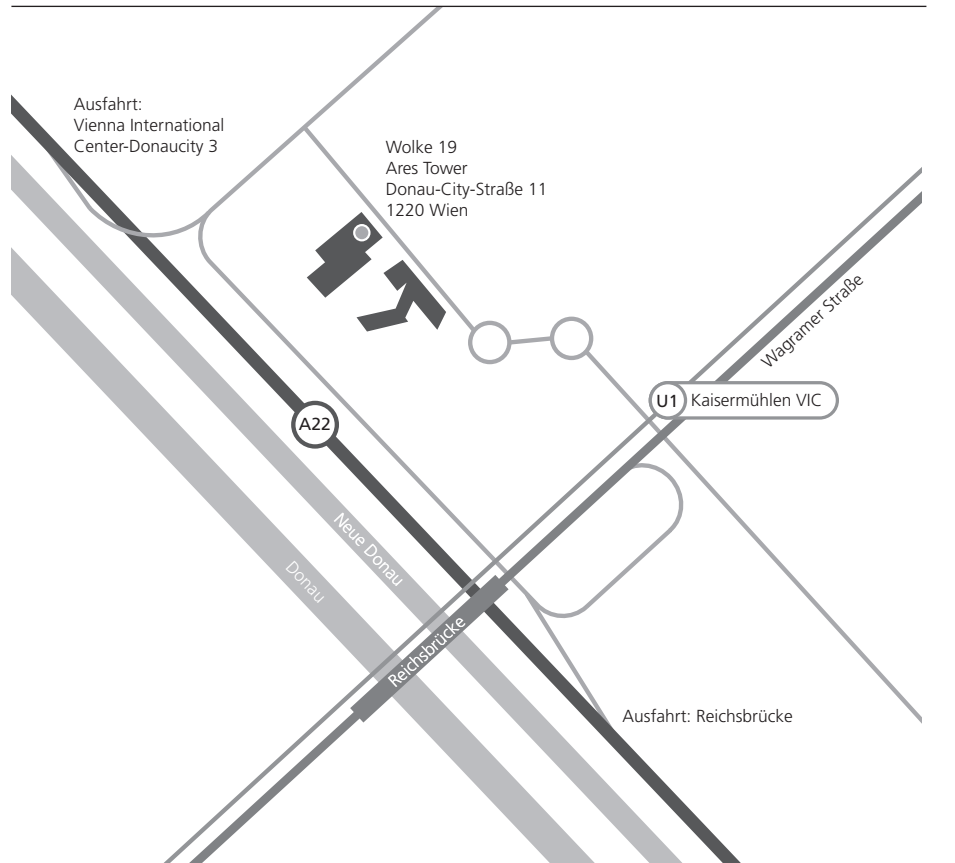 Ausfahrt:
Vienna International
Center-Donaucity 3
Wolke 19
Ares Tower
Donau-City-Straße 11
1220 Wien
Wagramer Straße
U1 Kaisermühlen VIC
A22
Neue Donau
Donau
Reichsbrücke
Ausfahrt: Reichsbrücke